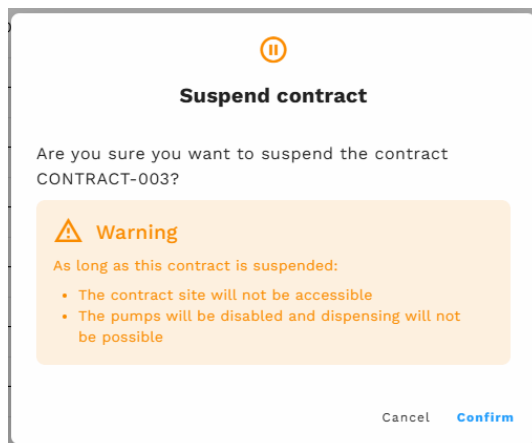 Suspend contract
Are you sure you want to suspend the contract
CONTRACT-003?
Warning
As long as this contract is suspended:
• The contract site will not be accessible
• The pumps will be disabled and dispensing will not
be possible
Cancel Confirm